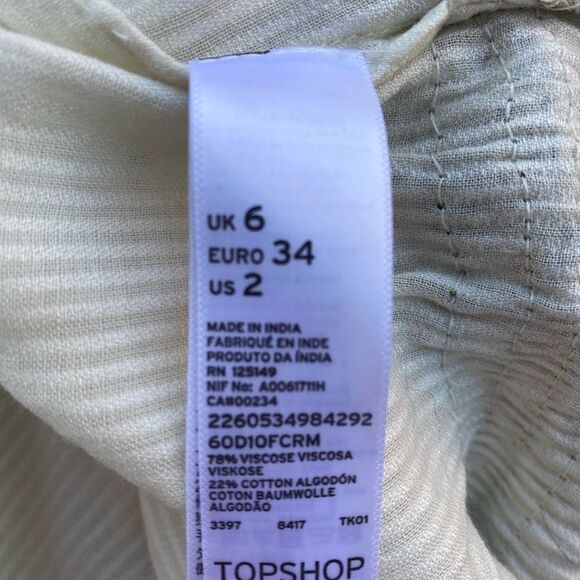 UK 6
EURO 34
US 2
MADE IN INDIA
FABRIQUÉ EN INDE
PRODUTO DA ÍNDIA
RN 125149
NIF No: A0061711H
CA#00234
2260534984292
60D10FCRM
78% VISCOSE VISCOSA
VISKOSE
22% COTTON ALGODÓN
COTON BAUMWOLLE
ALGODÃO
3397 8417 TK01
TOPSHOP